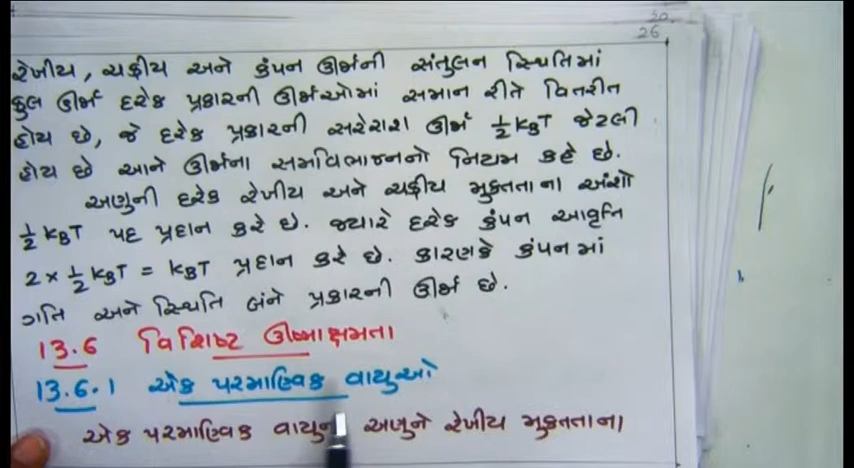 20
26
રેખીય, ચક્રીય અને કંપન ઊર્જાની સંતુલન સ્થિતિમાં
કુલ ઊર્જા દરેક પ્રકારની ઊર્જાઓમાં સમાન રીતે વિતરીત
હોય છે, જે દરેક પ્રકારની સરેરાશ ઊર્જા ½ KBT જેટલી
હોય છે આને ઊર્જાના સમવિભાજનનો નિયમ કહે છે.
અણુની દરેક રેખીય અને ચક્રીય મુક્તતાના અંશો
½ KBT પદ પ્રદાન કરે છે. જ્યારે દરેક કંપન આવૃત્તિ
2 × ½ KBT = KBT પ્રદાન કરે છે. કારણકે કંપનમાં
ગતિ અને સ્થિતિ બંને પ્રકારની ઊર્જા છે.
13.6 વિશિષ્ટ ઊષ્માક્ષમતા
13.6.1 એક પરમાણ્વિક વાયુઓ
એક પરમાણ્વિક વાયુના અણુને રેખીય મુક્તતાના